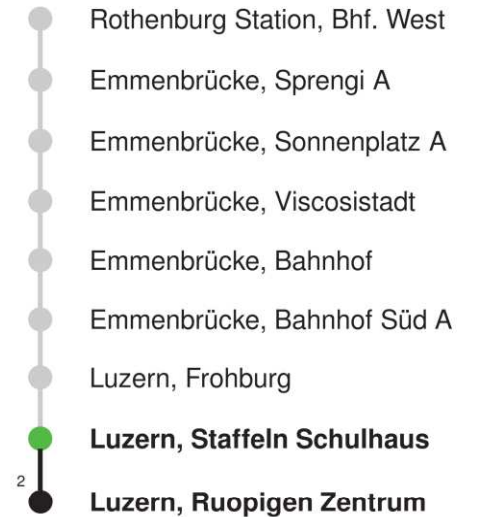 Rothenburg Station, Bhf. West
Emmenbrücke, Sprengi A
Emmenbrücke, Sonnenplatz A
Emmenbrücke, Viscosistadt
Emmenbrücke, Bahnhof
Emmenbrücke, Bahnhof Süd A
Luzern, Frohburg
Luzern, Staffeln Schulhaus
2
Luzern, Ruopigen Zentrum